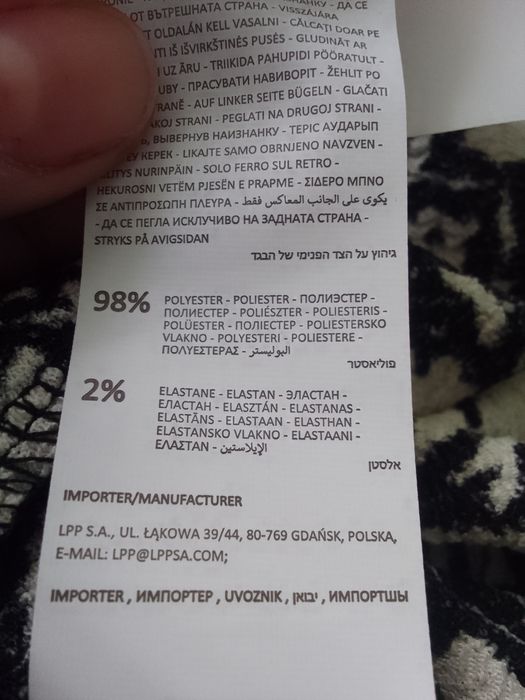 - ДА СЕ
ОТ ВЪТРЕШНАТА СТРАНА - VISSZÁJÁRA
OLDALÁN KELL VASALNI - CĂLCAȚI DOAR PE
IŠ IŠVIRKŠTINĖS PUSĖS - GLUDINĀT AR
UZ ĀRU - TRIIKIDA PAHUPIDI PÖÖRATULT -
- ПРАСУВАТИ НАВИВОРІТ - ŽEHLIT PO
- AUF LINKER SEITE BÜGELN - GLAČATI
STRANI - PEGLATI NA DRUGOJ STRANI -
ВЫВЕРНУВ НАИЗНАНКУ - ТЕРІС АУДАРЫП
КЕРЕК - LIKAJTE SAMO OBRNJENO NAVZVEN -
NURINPÄIN - SOLO FERRO SUL RETRO -
HEKUROSNI VETËM PJESËN E PRAPME - ΣΙΔΕΡΟ ΜΠΝΟ
ΣΕ ΑΝΤΙΠΡΟΣΩΠΗ ΠΛΕΥΡΑ - يكوى على الجانب المعاكس فقط
- ДА СЕ ПЕГЛА ИСКЛУЧИВО НА ЗАДНАТА СТРАНА -
STRYKS PÅ AVIGSIDAN
גיהוץ על הצד הפנימי של הבגד
98% POLYESTER - POLIESTER - ПОЛИЭСТЕР -
ПОЛИЕСТЕР - POLIÉSZTER - POLIESTERIS -
POLÜESTER - ПОЛІЕСТЕР - POLIESTERSKO
VLAKNO - POLYESTERI - POLIESTERE -
ΠΟΛΥΕΣΤΕΡΑΣ - البوليستر
פוליאסטר
2% ELASTANE - ELASTAN - ЭЛАСТАН -
ЕЛАСТАН - ELASZTÁN - ELASTANAS -
ELASTĀNS - ELASTAAN - ELASTHAN -
ELASTANSKO VLAKNO - ELASTAANI -
ΕΛΑΣΤΑΝ - الإيلاستين
אלסטן
IMPORTER/MANUFACTURER
LPP S.A., UL. ŁĄKOWA 39/44, 80-769 GDAŃSK, POLSKA,
E-MAIL: LPP@LPPSA.COM;
IMPORTER , ИМПОРТЕР , UVOZNIK , יבואן , ИМПОРТШЫ